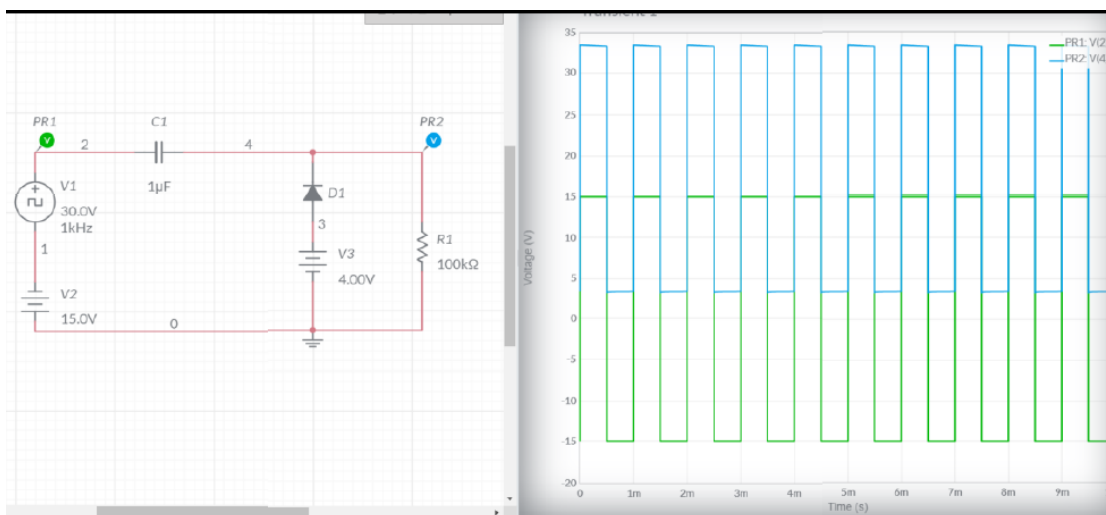 PR1
2
C1
4
PR2
V
V
V1
1µF
D1
30.0V
1kHz
3
1
V3
R1
4.00V
100kΩ
V2
15.0V
0
35
PR1: V(2
PR2: V(4
30
25
20
15
10
5
0
-5
-10
-15
-20
Voltage (V)
0
1m
2m
3m
4m
5m
6m
7m
8m
9m
Time (s)